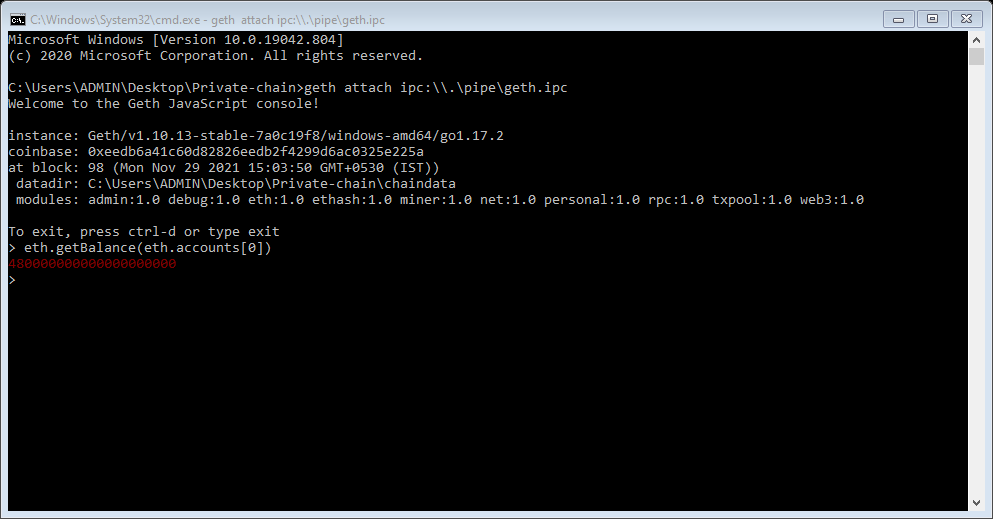 C:\Windows\System32\cmd.exe - geth attach ipc:\\.\pipe\geth.ipc
Microsoft Windows [Version 10.0.19042.804]
(c) 2020 Microsoft Corporation. All rights reserved.
C:\Users\ADMIN\Desktop\Private-chain>geth attach ipc:\\.\pipe\geth.ipc
Welcome to the Geth JavaScript console!
instance: Geth/v1.10.13-stable-7a0c19f8/windows-amd64/go1.17.2
coinbase: 0xeedb6a41c60d82826eedb2f4299d6ac0325e225a
at block: 98 (Mon Nov 29 2021 15:03:50 GMT+0530 (IST))
datadir: C:\Users\ADMIN\Desktop\Private-chain\chaindata
modules: admin:1.0 debug:1.0 eth:1.0 ethash:1.0 miner:1.0 net:1.0 personal:1.0 rpc:1.0 txpool:1.0 web3:1.0
To exit, press ctrl-d or type exit
> eth.getBalance(eth.accounts[0])
480000000000000000000
>